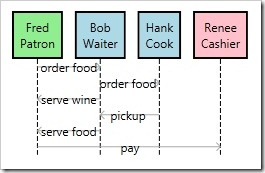 Fred
Patron
Bob
Waiter
Hank
Cook
Renee
Cashier
order food
order food
serve wine
pickup
serve food
pay